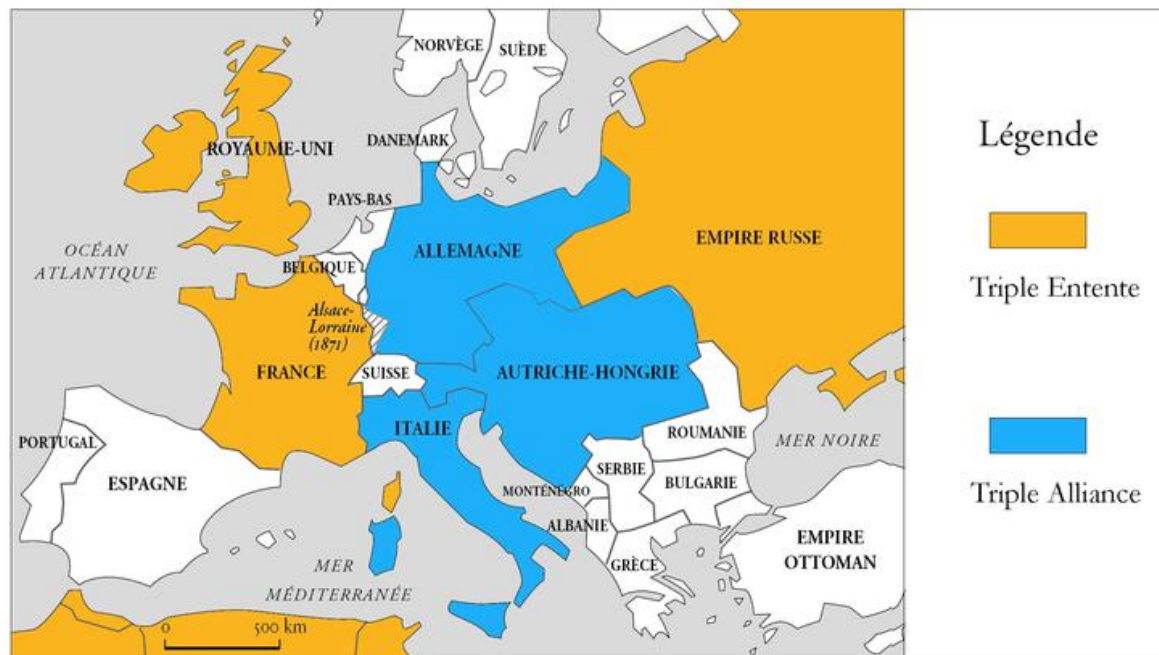 NORVÈGE
SUÈDE
DANEMARK
ROYAUME-UNI
PAYS-BAS
OCÉAN
ATLANTIQUE
BELGIQUE
ALLEMAGNE
EMPIRE RUSSE
Alsace-
Lorraine
(1871)
FRANCE
SUISSE
AUTRICHE-HONGRIE
ITALIE
PORTUGAL
ESPAGNE
ROUMANIE
MER NOIRE
SERBIE
BULGARIE
MONTÉNÉGRO
ALBANIE
GRÈCE
EMPIRE
OTTOMAN
MER
MÉDITERRANÉE
0 500 km
Légende
Triple Entente
Triple Alliance